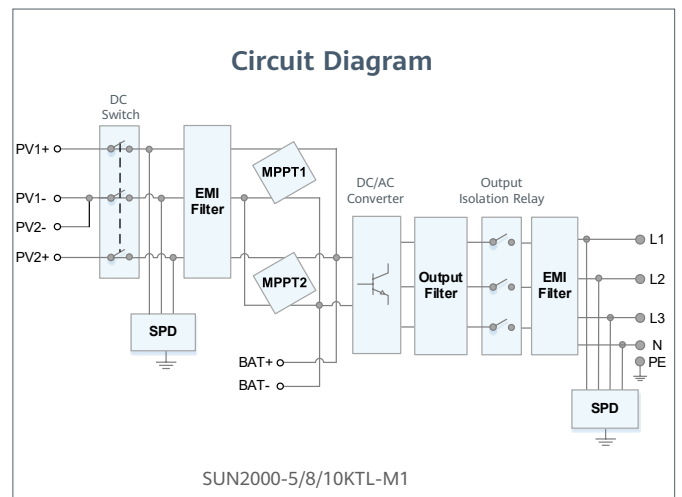 Circuit Diagram
DC
Switch
PV1+
PV1-
PV2-
PV2+
EMI
Filter
MPPT1
MPPT2
SPD
BAT+
BAT-
DC/AC
Converter
Output
Filter
Output
Isolation Relay
EMI
Filter
L1
L2
L3
N
PE
SPD
SUN2000-5/8/10KTL-M1